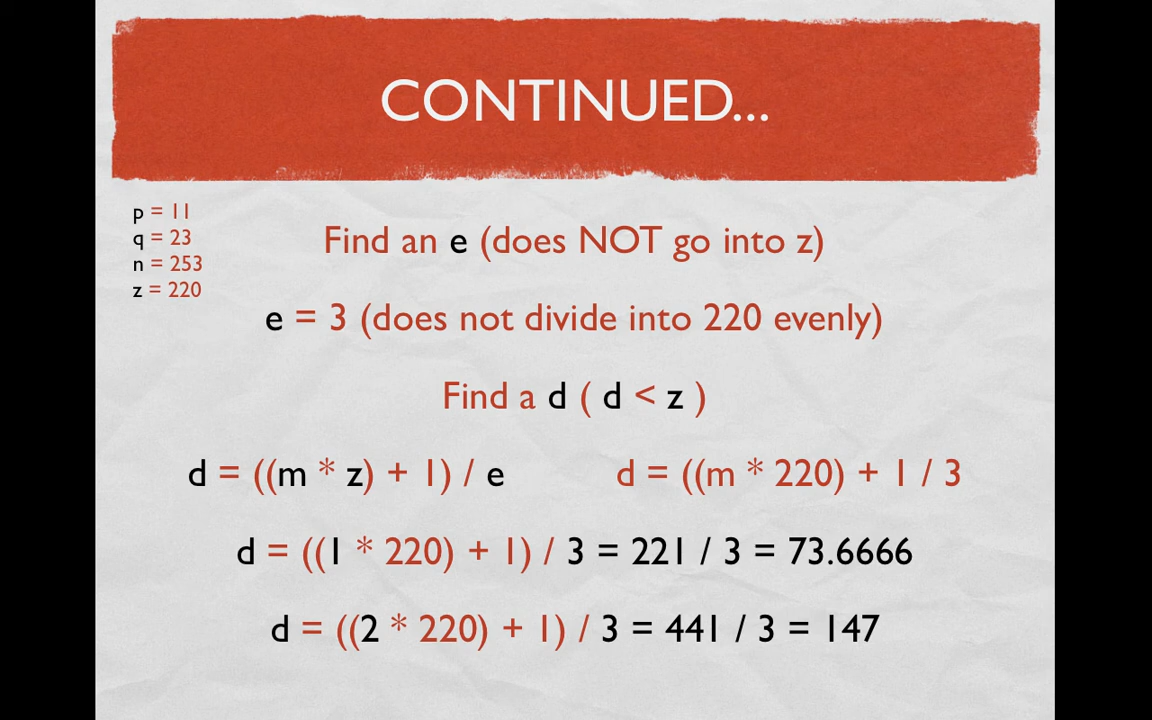 CONTINUED...
p = 11
q = 23
n = 253
z = 220
Find an e (does NOT go into z)
e = 3 (does not divide into 220 evenly)
Find a d ( d < z )
d = ((m * z) + 1) / e
d = ((m * 220) + 1 / 3
d = ((1 * 220) + 1) / 3 = 221 / 3 = 73.6666
d = ((2 * 220) + 1) / 3 = 441 / 3 = 147